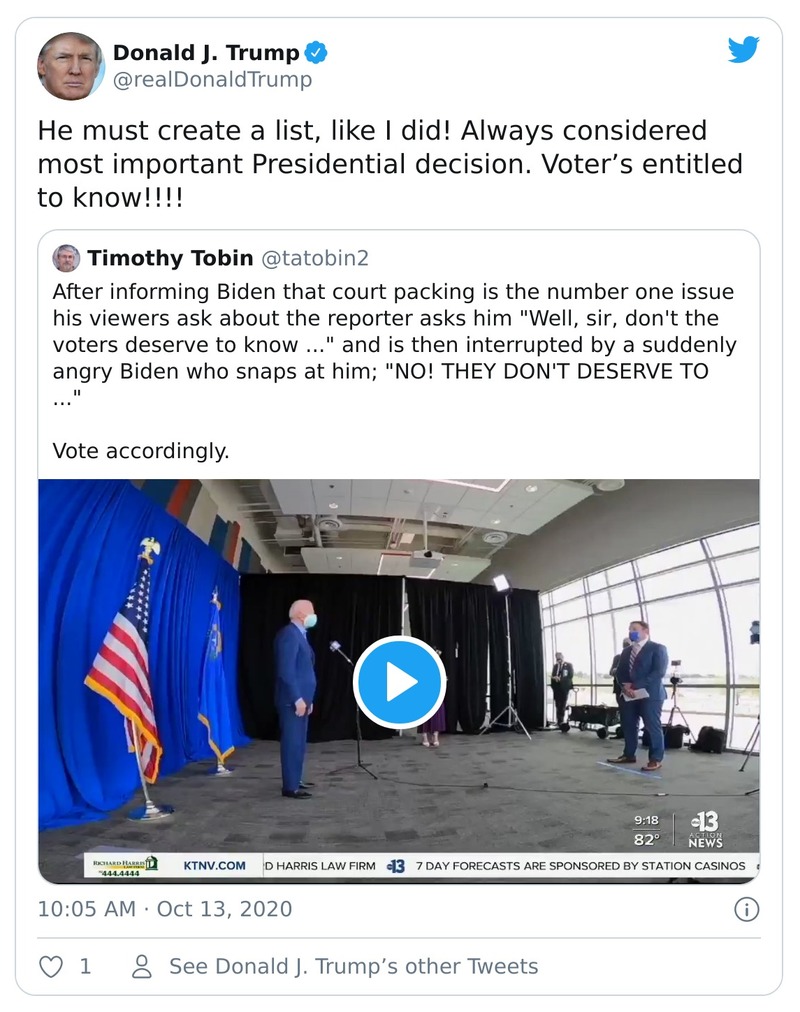 Donald J. Trump
@realDonaldTrump
He must create a list, like I did! Always considered
most important Presidential decision. Voter’s entitled
to know!!!!
Timothy Tobin @tatobin2
After informing Biden that court packing is the number one issue
his viewers ask about the reporter asks him "Well, sir, don't the
voters deserve to know ..." and is then interrupted by a suddenly
angry Biden who snaps at him; "NO! THEY DON'T DESERVE TO
..."
Vote accordingly.
9:18
82°
abc 13
ACTION
NEWS
RICHARD HARRIS
LAW FIRM
444.4444
KTNV.COM
D HARRIS LAW FIRM 13 7 DAY FORECASTS ARE SPONSORED BY STATION CASINOS
10:05 AM · Oct 13, 2020
1 See Donald J. Trump’s other Tweets